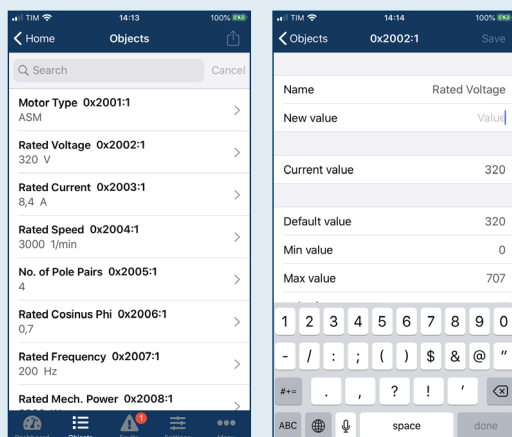 TIM 14:13 100%
Home Objects
Search Cancel
Motor Type 0x2001:1
ASM
Rated Voltage 0x2002:1
320 V
Rated Current 0x2003:1
8,4 A
Rated Speed 0x2004:1
3000 1/min
No. of Pole Pairs 0x2005:1
4
Rated Cosinus Phi 0x2006:1
0,7
Rated Frequency 0x2007:1
200 Hz
Rated Mech. Power 0x2008:1
1
TIM 14:14 100%
Objects 0x2002:1 Save
Name Rated Voltage
New value Value
Current value 320
Default value 320
Min value 0
Max value 707
1 2 3 4 5 6 7 8 9 0
- / : ; ( ) $ & @ "
#+= . , ? ! '
ABC space done